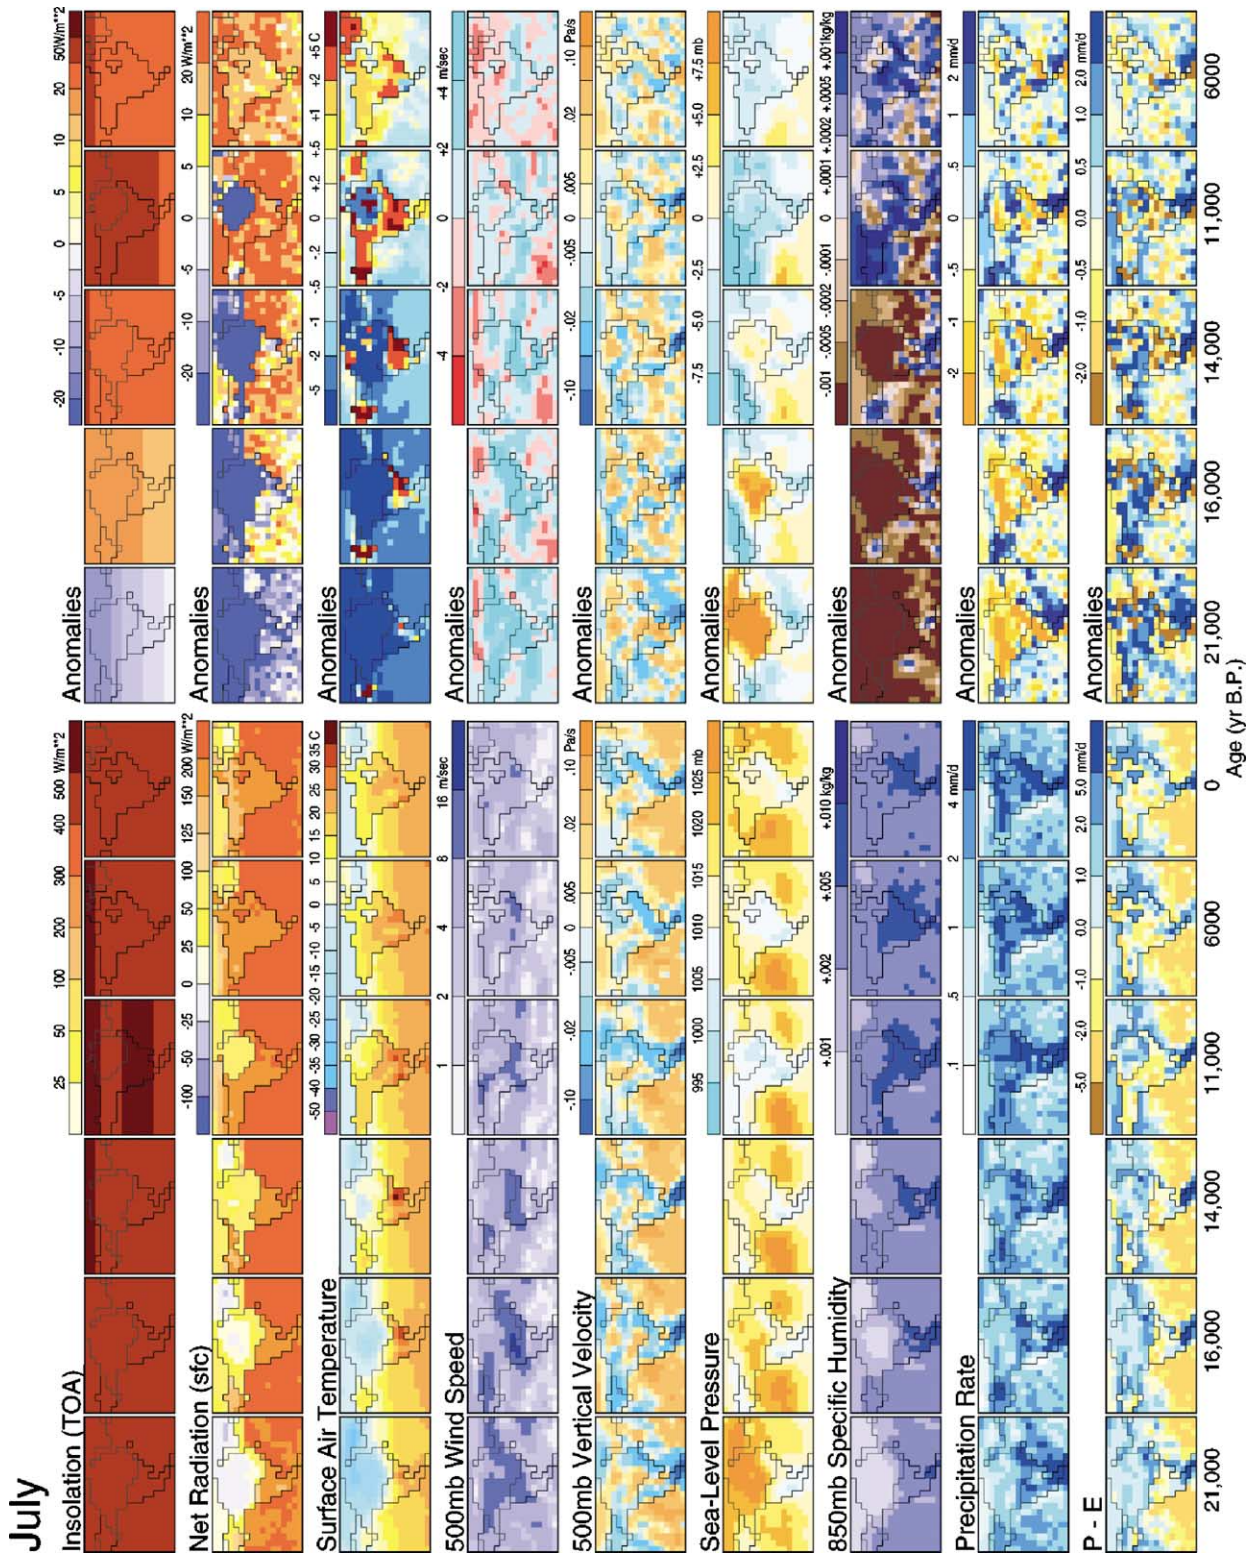 July
Insolation (TOA)
25 50 100 200 300 400 500 W/m**2
Anomalies
-20 -10 -5 0 5 10 20 50W/m**2
Net Radiation (sfc)
-100 -50 -25 0 25 50 75 100 125 150 200 W/m**2
Anomalies
-20 -10 -5 0 5 10 20 W/m**2
Surface Air Temperature
-50 -45 -40 -35 -30 -25 -20 -15 -10 -5 0 5 10 15 20 25 30 35 C
Anomalies
-5 -2 -1 -.5 -.2 0 +.2 +.5 +1 +2 +5 C
500mb Wind Speed
1 2 4 8 16 m/sec
Anomalies
-4 -2 0 +2 +4 m/sec
500mb Vertical Velocity
-.10 -.02 -.005 0 .005 .02 .10 Pa/s
Anomalies
-.10 -.02 -.005 0 .005 .02 .10 Pa/s
Sea-Level Pressure
995 1000 1005 1010 1015 1020 1025 mb
Anomalies
-7.5 -5.0 -2.5 0 +2.5 +5.0 +7.5 mb
850mb Specific Humidity
+.001 +.002 +.005 +.010 kg/kg
Anomalies
-.001 -.0005 -.0002 -.0001 0 +.0001 +.0002 +.0005 +.001kg/kg
Precipitation Rate
.1 .5 1 2 4 mm/d
Anomalies
-2 -1 -.5 0 .5 1 2 mm/d
P - E
-5.0 -2.0 -1.0 0.0 1.0 2.0 5.0 mm/d
Anomalies
-2.0 -1.0 -0.5 0.0 0.5 1.0 2.0 mm/d
21,000 16,000 14,000 11,000 6000 0 21,000 16,000 14,000 11,000 6000
Age (yr B.P.)